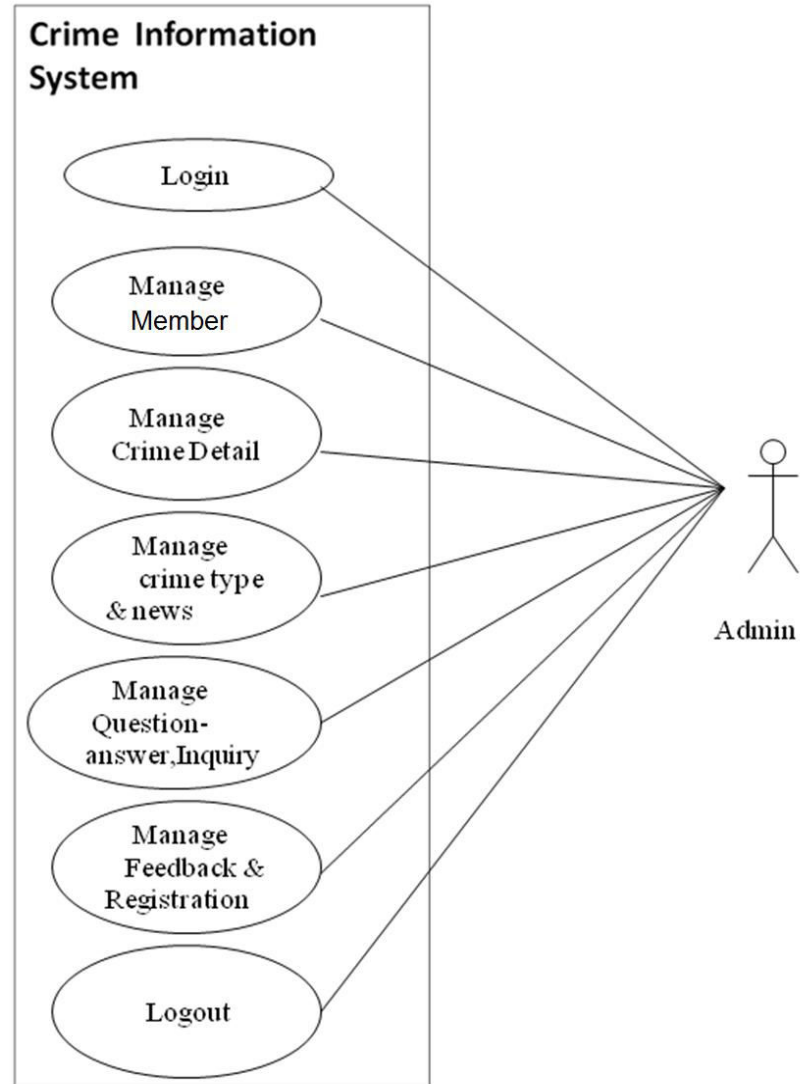 Crime Information
System
Login
Manage
Member
Manage
Crime Detail
Manage
crime type
& news
Manage
Question-
answer,Inquiry
Manage
Feedback &
Registration
Logout
Admin